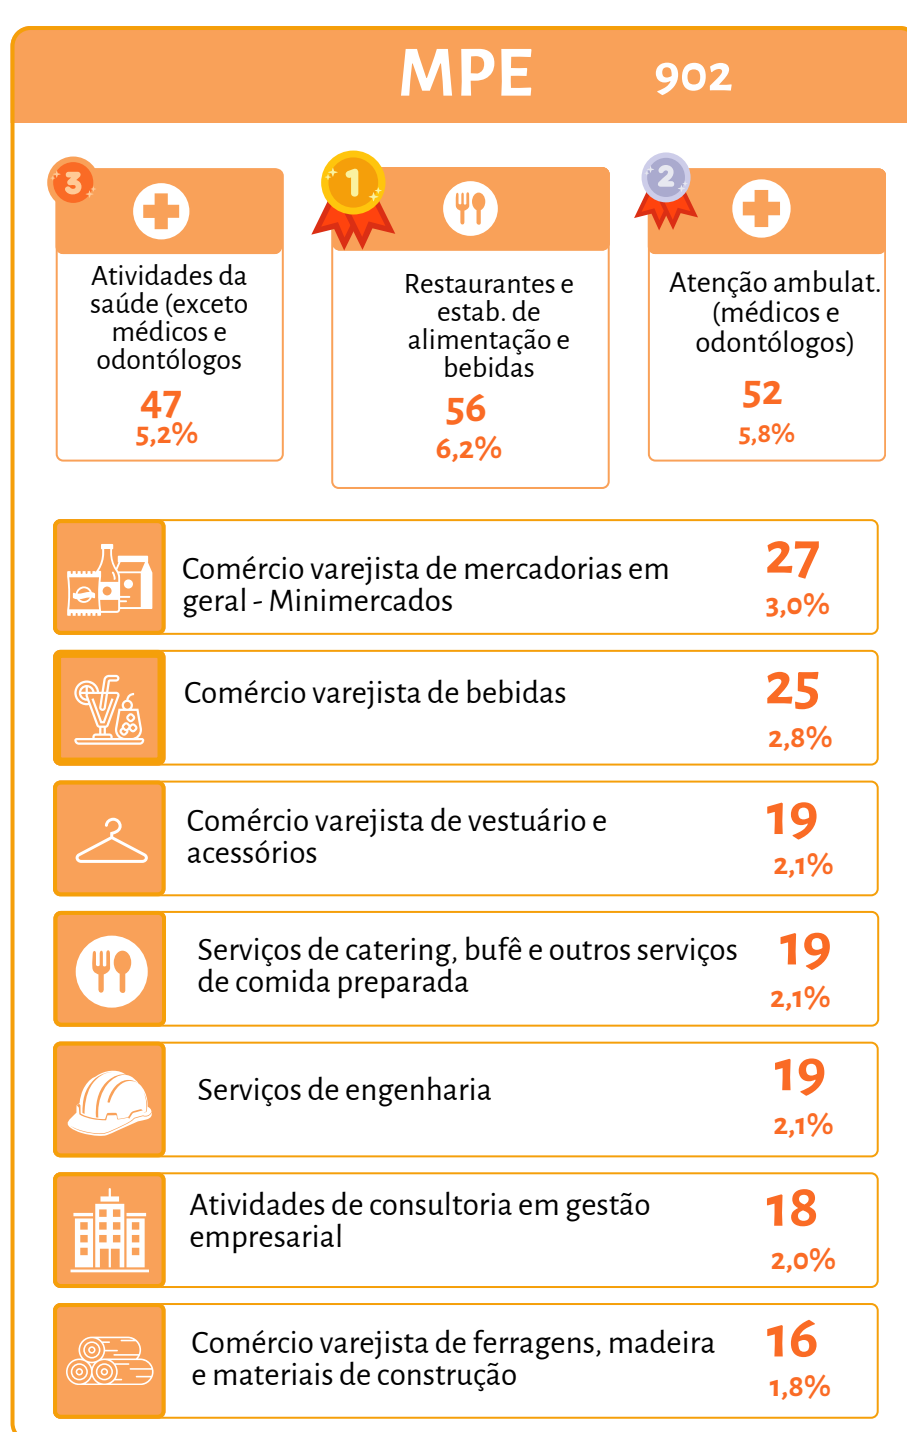 MPE 902
3
Atividades da
saúde (exceto
médicos e
odontólogos
47
5,2%
1
Restaurantes e
estab. de
alimentação e
bebidas
56
6,2%
2
Atenção ambulat.
(médicos e
odontólogos)
52
5,8%
Comércio varejista de mercadorias em
geral - Minimercados
27
3,0%
Comércio varejista de bebidas
25
2,8%
Comércio varejista de vestuário e
acessórios
19
2,1%
Serviços de catering, bufê e outros serviços
de comida preparada
19
2,1%
Serviços de engenharia
19
2,1%
Atividades de consultoria em gestão
empresarial
18
2,0%
Comércio varejista de ferragens, madeira
e materiais de construção
16
1,8%